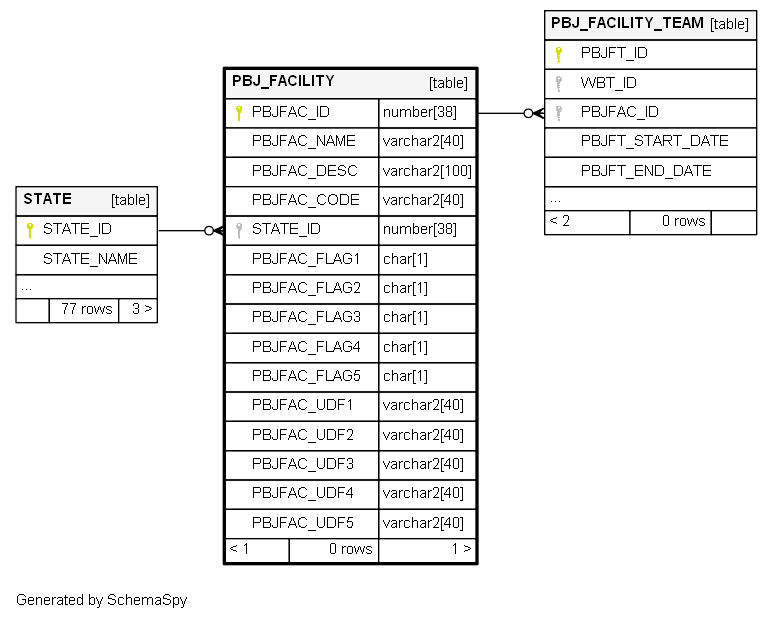 PBJ_FACILITY_TEAM [table]
PBJFT_ID
WBT_ID
PBJFAC_ID
PBJFT_START_DATE
PBJFT_END_DATE
...
< 2 0 rows
PBJ_FACILITY [table]
PBJFAC_ID number[38]
PBJFAC_NAME varchar2[40]
PBJFAC_DESC varchar2[100]
PBJFAC_CODE varchar2[40]
STATE_ID number[38]
PBJFAC_FLAG1 char[1]
PBJFAC_FLAG2 char[1]
PBJFAC_FLAG3 char[1]
PBJFAC_FLAG4 char[1]
PBJFAC_FLAG5 char[1]
PBJFAC_UDF1 varchar2[40]
PBJFAC_UDF2 varchar2[40]
PBJFAC_UDF3 varchar2[40]
PBJFAC_UDF4 varchar2[40]
PBJFAC_UDF5 varchar2[40]
< 1 0 rows 1 >
STATE [table]
STATE_ID
STATE_NAME
...
77 rows 3 >
Generated by SchemaSpy